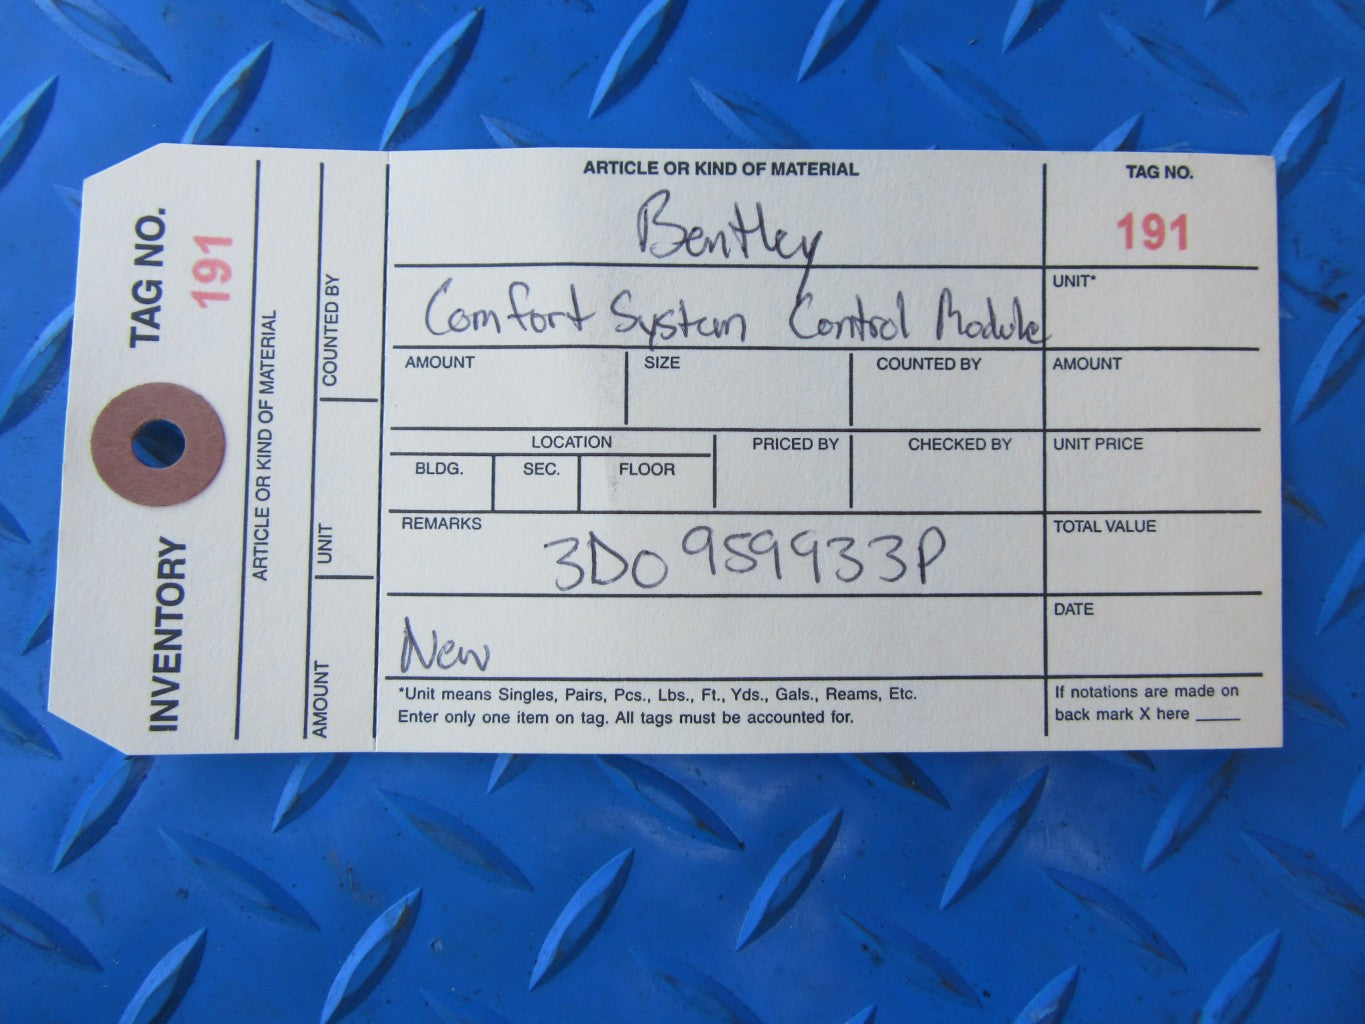 TAG NO.
191
INVENTORY
ARTICLE OR KIND OF MATERIAL
COUNTED BY
UNIT
AMOUNT
ARTICLE OR KIND OF MATERIAL
Bentley
TAG NO.
191
Comfort System Control Module
UNIT*
AMOUNT SIZE COUNTED BY AMOUNT
LOCATION PRICED BY CHECKED BY UNIT PRICE
BLDG. SEC. FLOOR
REMARKS
3D0 959933P
TOTAL VALUE
New
DATE
*Unit means Singles, Pairs, Pcs., Lbs., Ft., Yds., Gals., Reams, Etc.
Enter only one item on tag. All tags must be accounted for.
If notations are made on
back mark X here _____